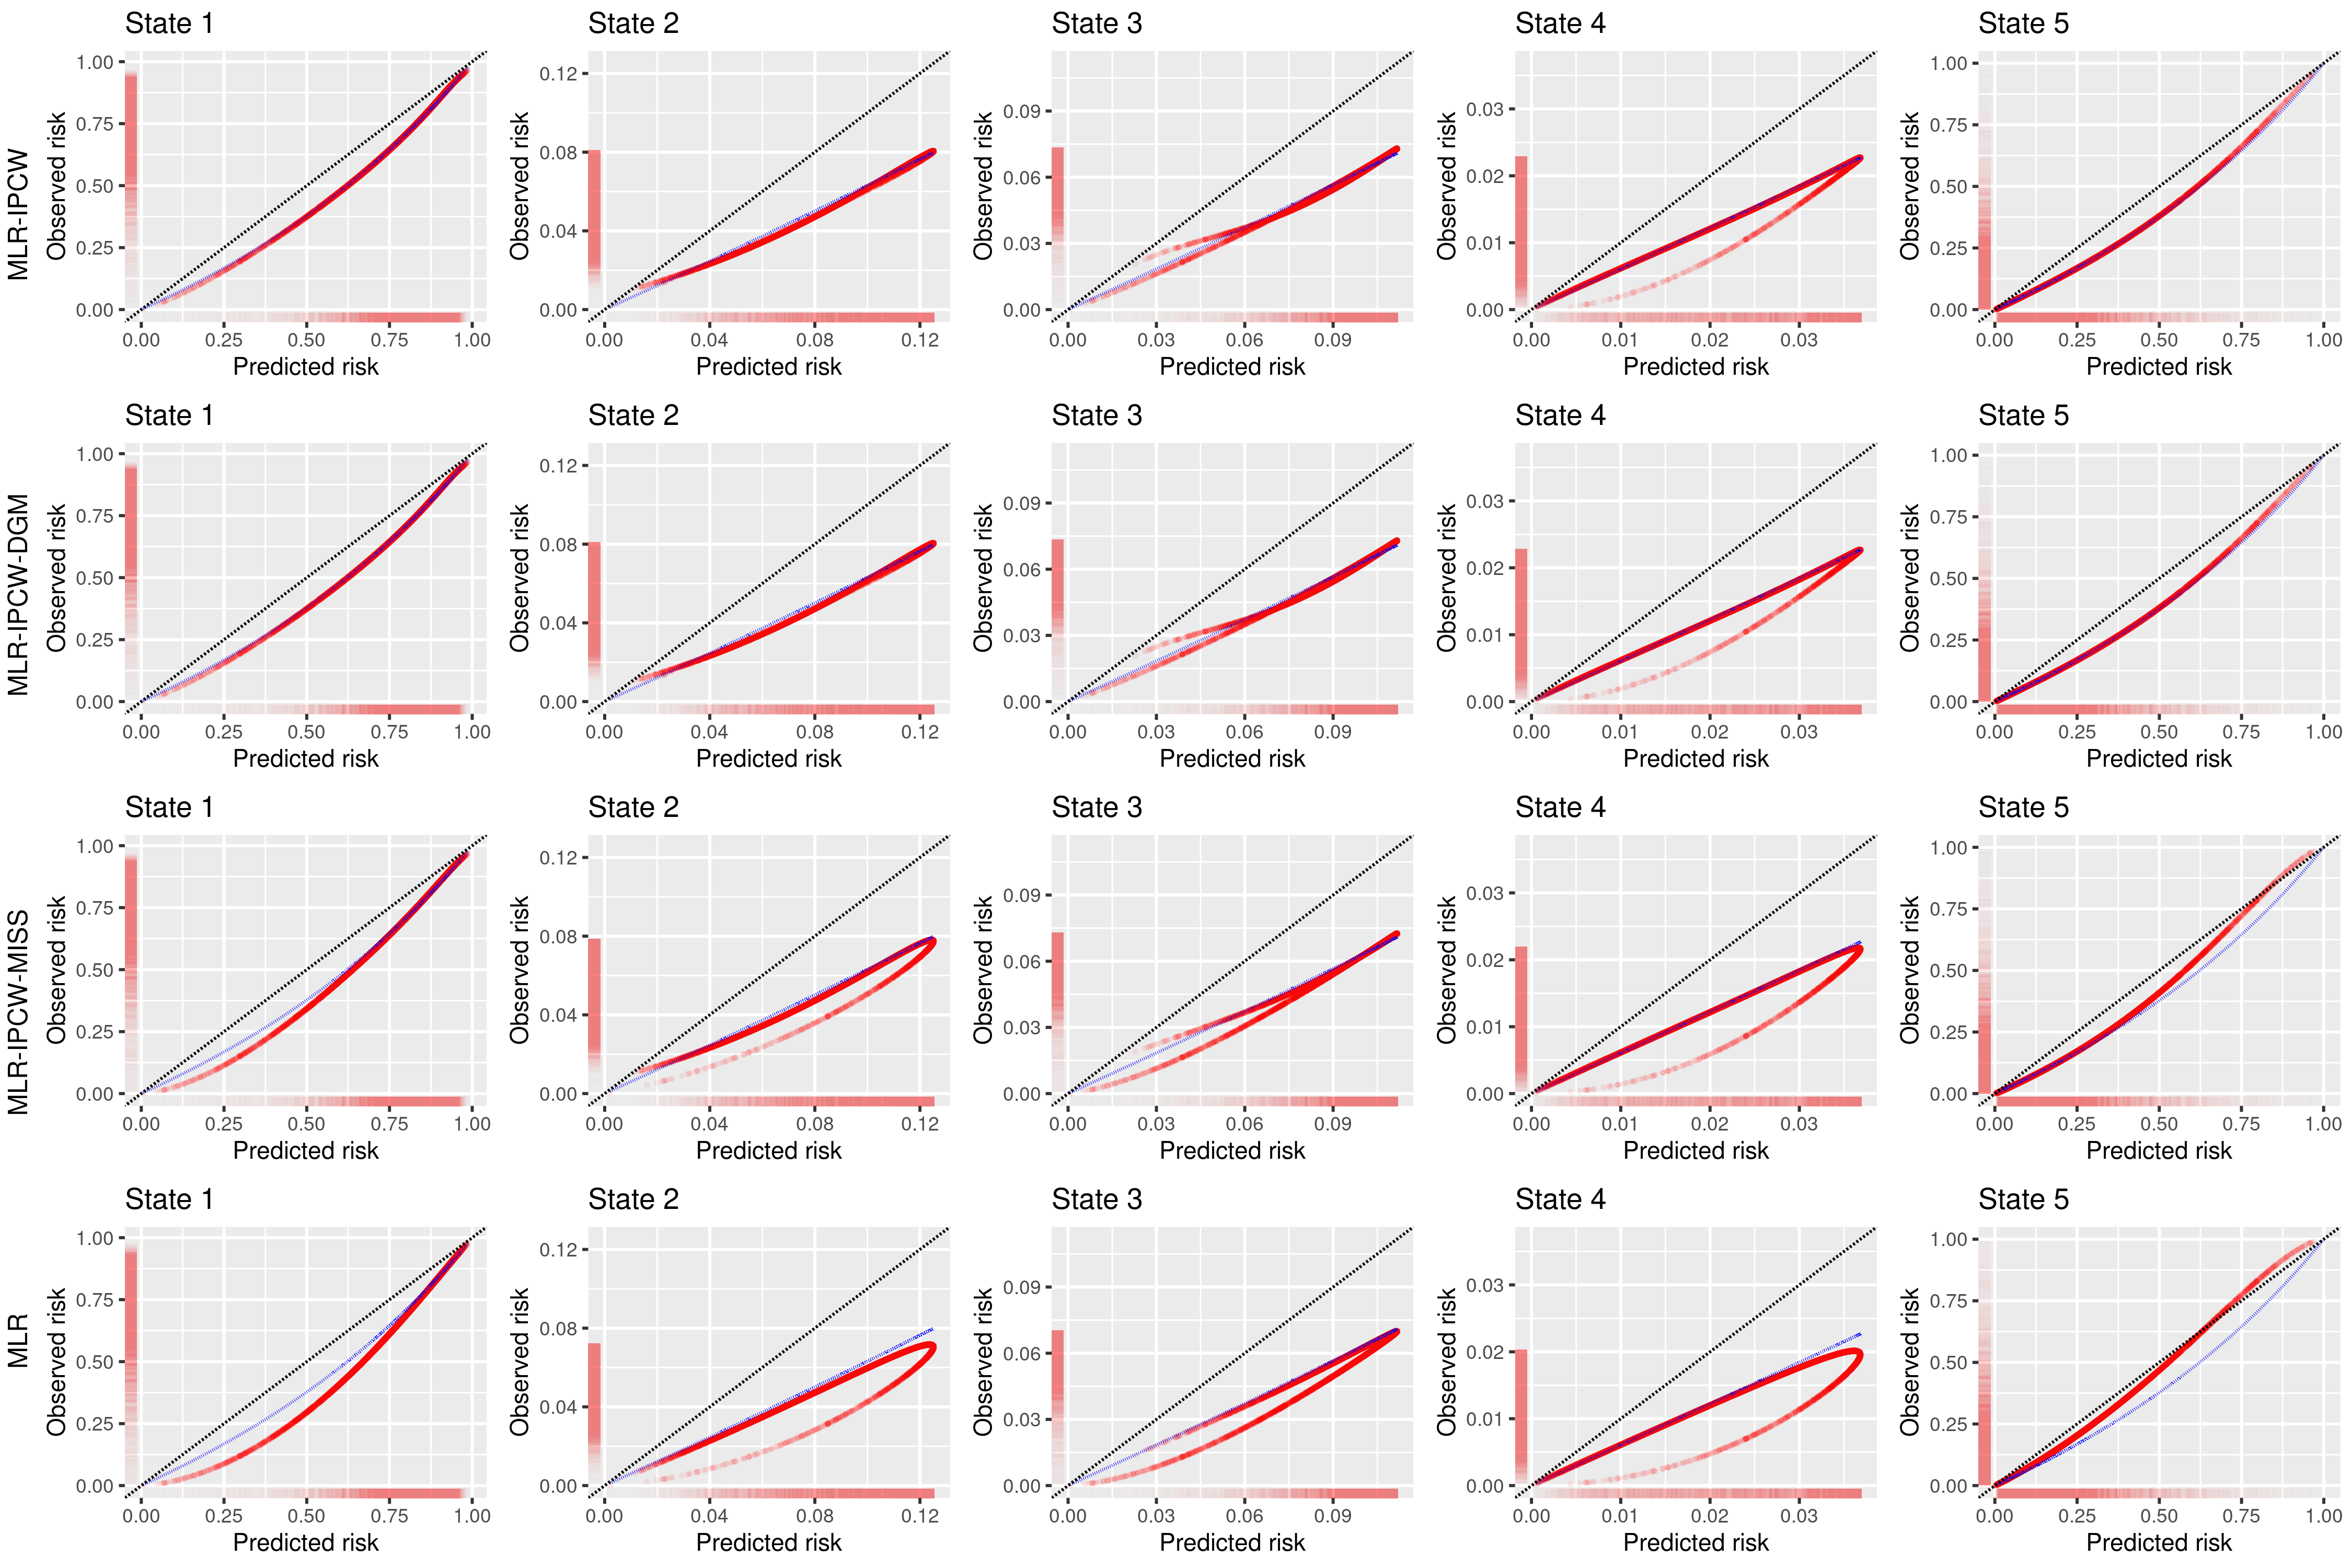 MLR-IPCW
State 1
Observed risk
1.00
0.75
0.50
0.25
0.00
0.00 0.25 0.50 0.75 1.00
Predicted risk
State 2
Observed risk
0.12
0.08
0.04
0.00
0.00 0.04 0.08 0.12
Predicted risk
State 3
Observed risk
0.09
0.06
0.03
0.00
0.00 0.03 0.06 0.09
Predicted risk
State 4
Observed risk
0.03
0.02
0.01
0.00
0.00 0.01 0.02 0.03
Predicted risk
State 5
Observed risk
1.00
0.75
0.50
0.25
0.00
0.00 0.25 0.50 0.75 1.00
Predicted risk
MLR-IPCW-DGM
State 1
Observed risk
1.00
0.75
0.50
0.25
0.00
0.00 0.25 0.50 0.75 1.00
Predicted risk
State 2
Observed risk
0.12
0.08
0.04
0.00
0.00 0.04 0.08 0.12
Predicted risk
State 3
Observed risk
0.09
0.06
0.03
0.00
0.00 0.03 0.06 0.09
Predicted risk
State 4
Observed risk
0.03
0.02
0.01
0.00
0.00 0.01 0.02 0.03
Predicted risk
State 5
Observed risk
1.00
0.75
0.50
0.25
0.00
0.00 0.25 0.50 0.75 1.00
Predicted risk
MLR-IPCW-MISS
State 1
Observed risk
1.00
0.75
0.50
0.25
0.00
0.00 0.25 0.50 0.75 1.00
Predicted risk
State 2
Observed risk
0.12
0.08
0.04
0.00
0.00 0.04 0.08 0.12
Predicted risk
State 3
Observed risk
0.09
0.06
0.03
0.00
0.00 0.03 0.06 0.09
Predicted risk
State 4
Observed risk
0.03
0.02
0.01
0.00
0.00 0.01 0.02 0.03
Predicted risk
State 5
Observed risk
1.00
0.75
0.50
0.25
0.00
0.00 0.25 0.50 0.75 1.00
Predicted risk
MLR
State 1
Observed risk
1.00
0.75
0.50
0.25
0.00
0.00 0.25 0.50 0.75 1.00
Predicted risk
State 2
Observed risk
0.12
0.08
0.04
0.00
0.00 0.04 0.08 0.12
Predicted risk
State 3
Observed risk
0.09
0.06
0.03
0.00
0.00 0.03 0.06 0.09
Predicted risk
State 4
Observed risk
0.03
0.02
0.01
0.00
0.00 0.01 0.02 0.03
Predicted risk
State 5
Observed risk
1.00
0.75
0.50
0.25
0.00
0.00 0.25 0.50 0.75 1.00
Predicted risk